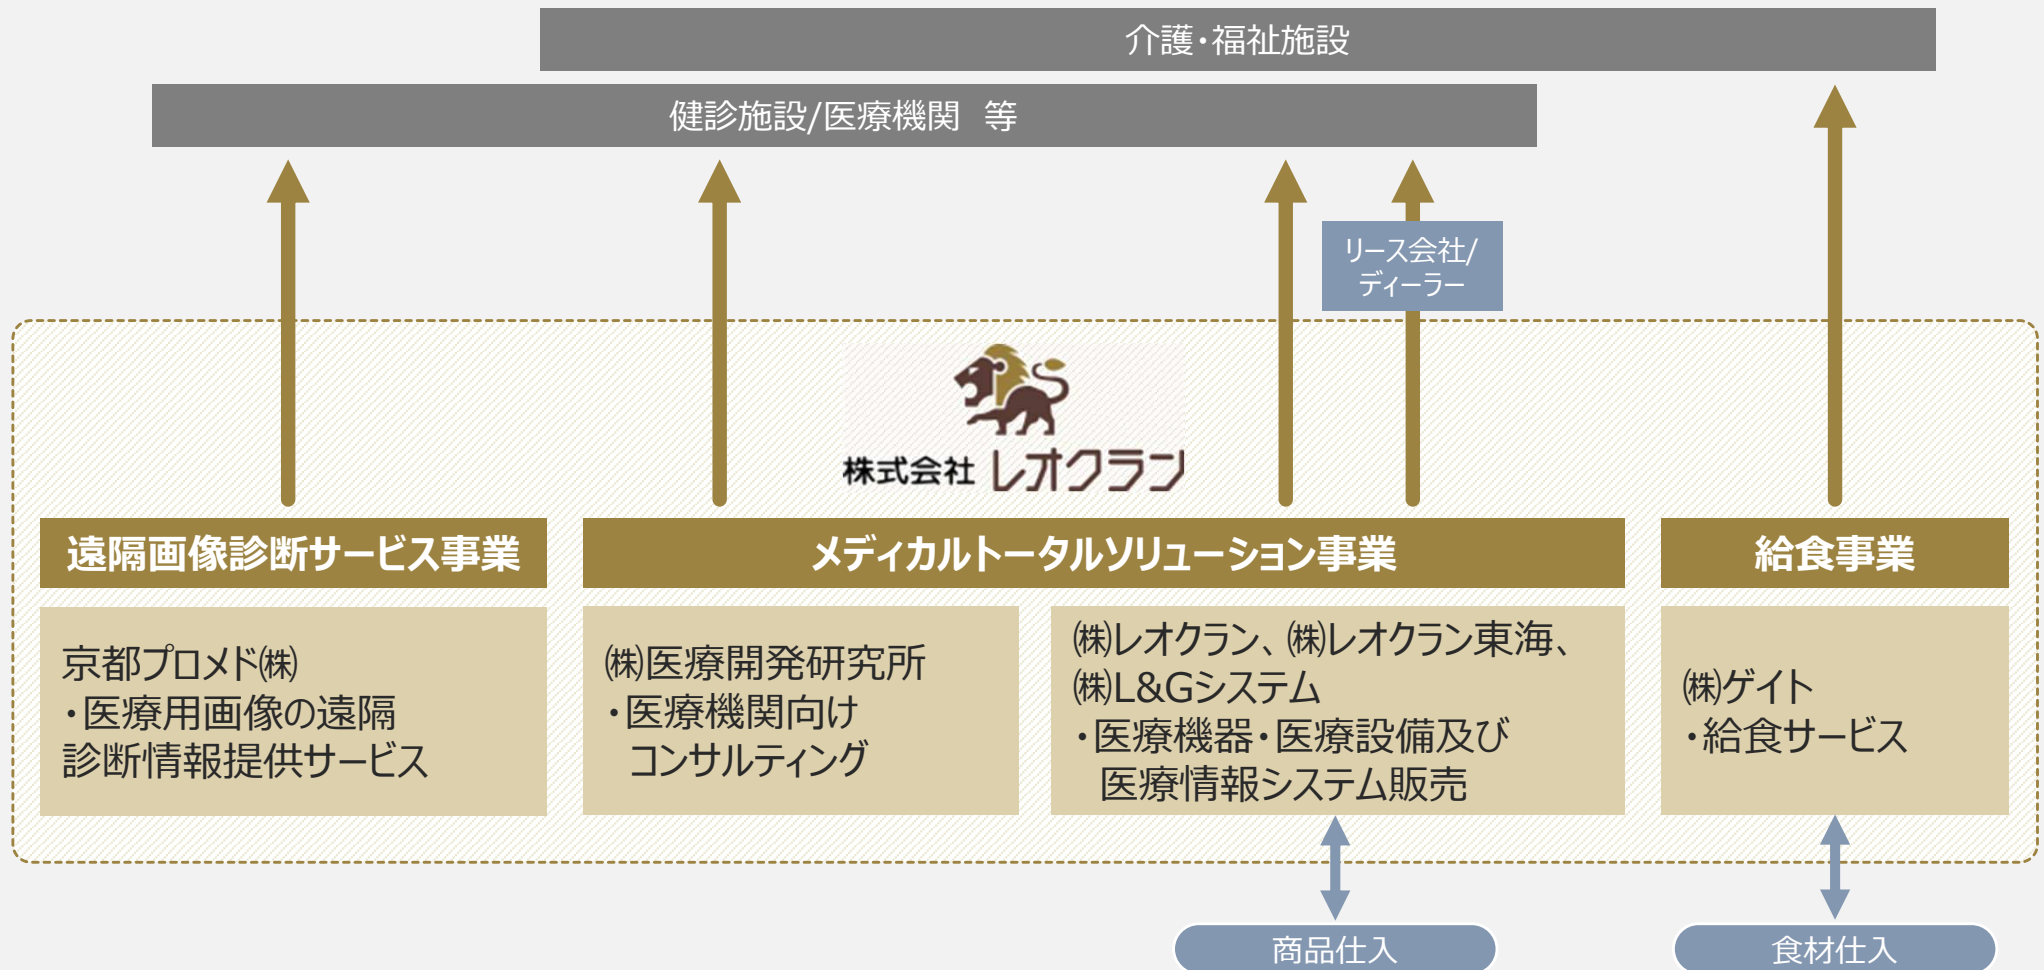 介護・福祉施設
健診施設/医療機関　等
リース会社/
ディーラー
株式会社 レオクラン
遠隔画像診断サービス事業
京都プロメド㈱
・医療用画像の遠隔
診断情報提供サービス
メディカルトータルソリューション事業
㈱医療開発研究所
・医療機関向け
コンサルティング
㈱レオクラン、㈱レオクラン東海、
㈱L&Gシステム
・医療機器・医療設備及び
医療情報システム販売
給食事業
㈱ゲイト
・給食サービス
商品仕入
食材仕入